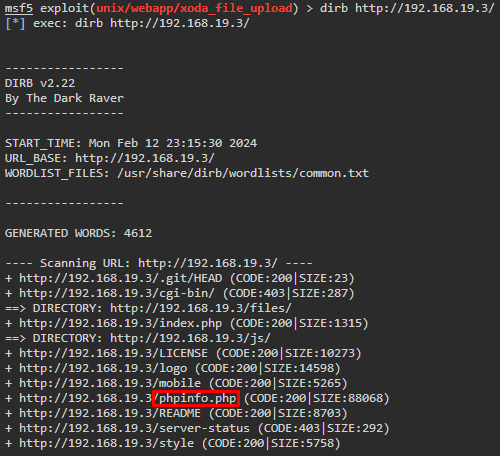 msf5 exploit(unix/webapp/xoda_file_upload) > dirb http://192.168.19.3/
[*] exec: dirb http://192.168.19.3/
-----------------
DIRB v2.22
By The Dark Raver
-----------------
START_TIME: Mon Feb 12 23:15:30 2024
URL_BASE: http://192.168.19.3/
WORDLIST_FILES: /usr/share/dirb/wordlists/common.txt
-----------------
GENERATED WORDS: 4612
---- Scanning URL: http://192.168.19.3/ ----
+ http://192.168.19.3/.git/HEAD (CODE:200|SIZE:23)
+ http://192.168.19.3/cgi-bin/ (CODE:403|SIZE:287)
==> DIRECTORY: http://192.168.19.3/files/
+ http://192.168.19.3/index.php (CODE:200|SIZE:1315)
==> DIRECTORY: http://192.168.19.3/js/
+ http://192.168.19.3/LICENSE (CODE:200|SIZE:10273)
+ http://192.168.19.3/logo (CODE:200|SIZE:14598)
+ http://192.168.19.3/mobile (CODE:200|SIZE:5265)
+ http://192.168.19.3/phpinfo.php (CODE:200|SIZE:88068)
+ http://192.168.19.3/README (CODE:200|SIZE:8703)
+ http://192.168.19.3/server-status (CODE:403|SIZE:292)
+ http://192.168.19.3/style (CODE:200|SIZE:5758)